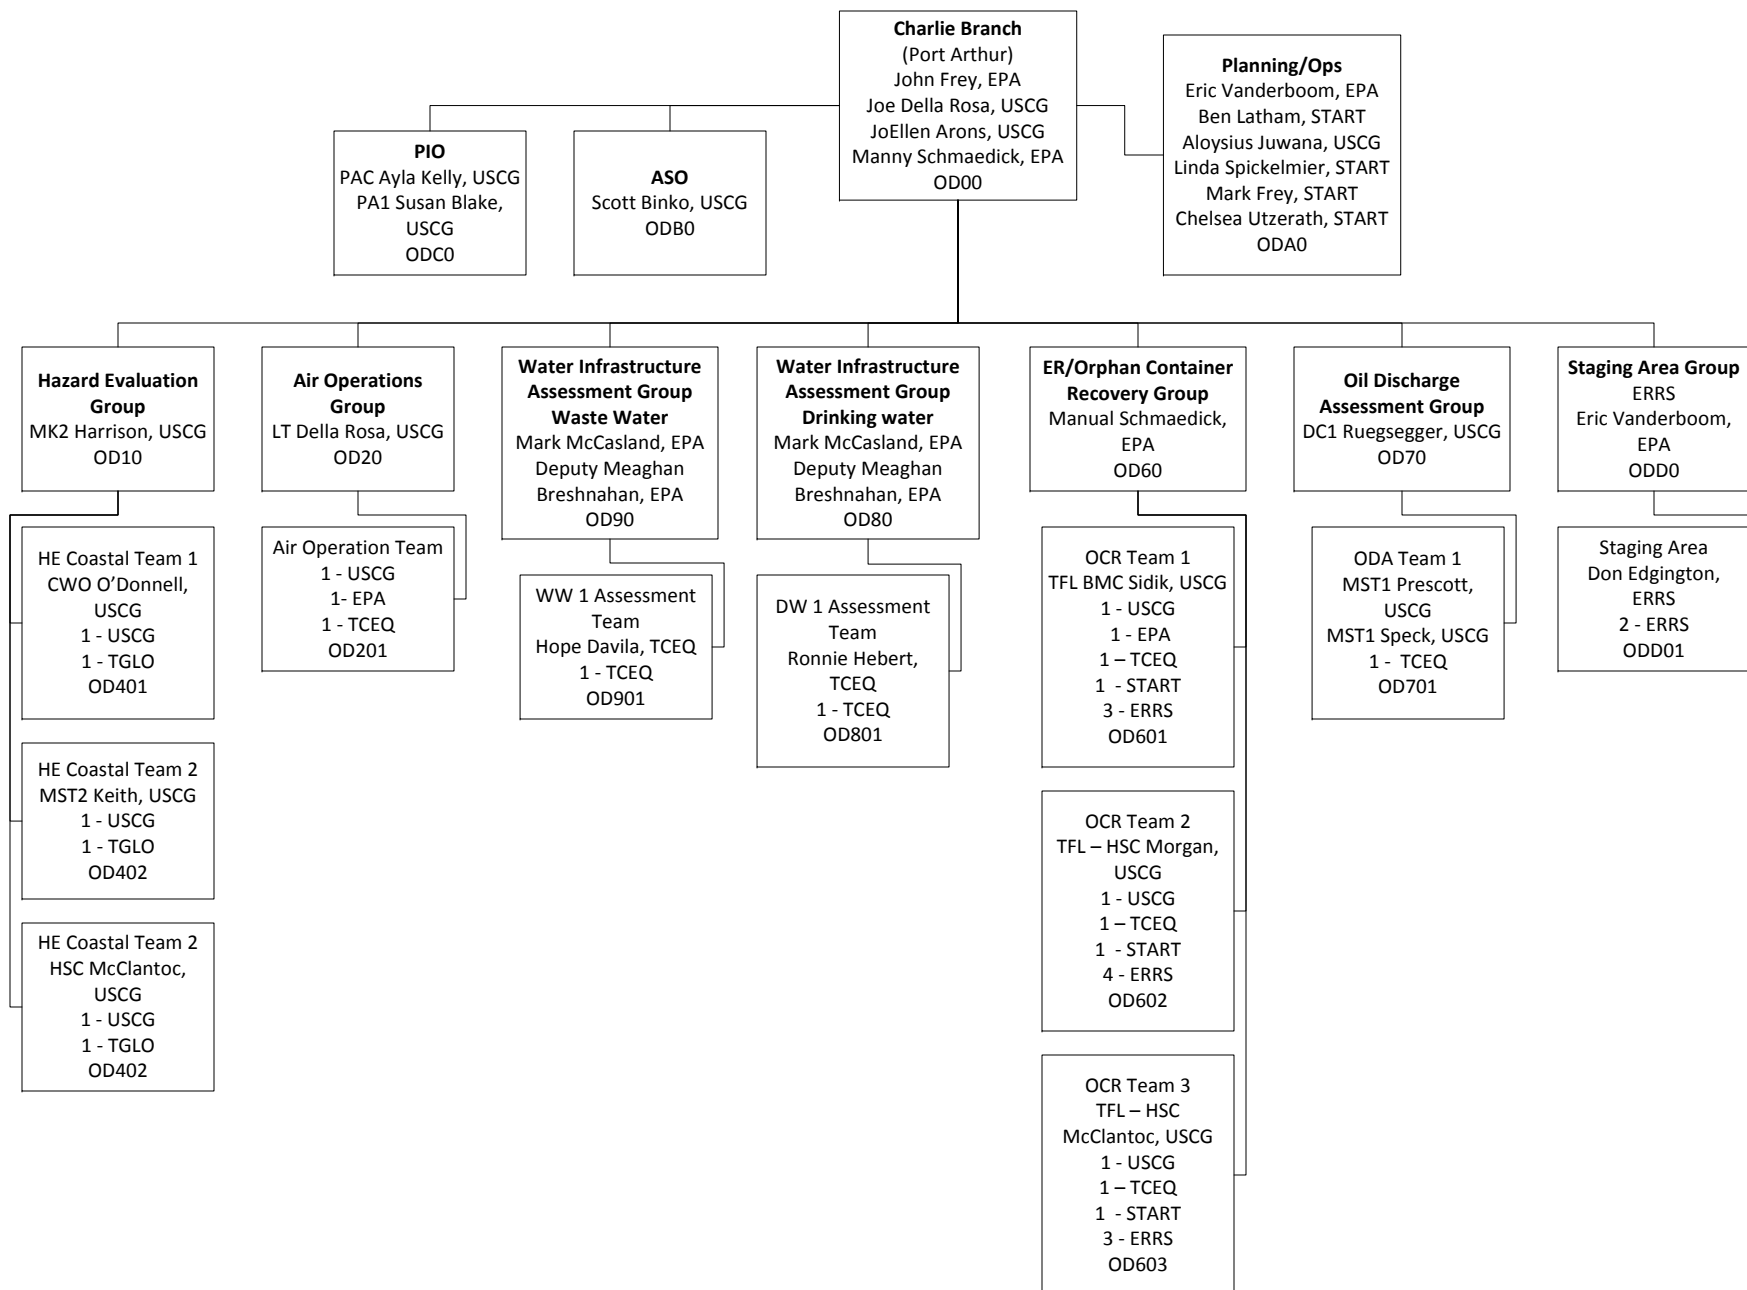 Charlie Branch
(Port Arthur)
John Frey, EPA
Joe Della Rosa, USCG
JoEllen Arons, USCG
Manny Schmaedick, EPA
OD00
Planning/Ops
Eric Vanderboom, EPA
Ben Latham, START
Aloysius Juwana, USCG
Linda Spickelmier, START
Mark Frey, START
Chelsea Utzerath, START
ODA0
PIO
PAC Ayla Kelly, USCG
PA1 Susan Blake,
USCG
ODC0
ASO
Scott Binko, USCG
ODB0
Hazard Evaluation
Group
MK2 Harrison, USCG
OD10
Air Operations
Group
LT Della Rosa, USCG
OD20
Water Infrastructure
Assessment Group
Waste Water
Mark McCasland, EPA
Deputy Meaghan
Breshnahan, EPA
OD90
Water Infrastructure
Assessment Group
Drinking water
Mark McCasland, EPA
Deputy Meaghan
Breshnahan, EPA
OD80
ER/Orphan Container
Recovery Group
Manual Schmaedick,
EPA
OD60
Oil Discharge
Assessment Group
DC1 Ruegsegger, USCG
OD70
Staging Area Group
ERRS
Eric Vanderboom,
EPA
ODD0
HE Coastal Team 1
CWO O’Donnell,
USCG
1 - USCG
1 - TGLO
OD401
Air Operation Team
1 - USCG
1- EPA
1 - TCEQ
OD201
WW 1 Assessment
Team
Hope Davila, TCEQ
1 - TCEQ
OD901
DW 1 Assessment
Team
Ronnie Hebert,
TCEQ
1 - TCEQ
OD801
OCR Team 1
TFL BMC Sidik, USCG
1 - USCG
1 - EPA
1 – TCEQ
1  - START
3 - ERRS
OD601
ODA Team 1
MST1 Prescott,
USCG
MST1 Speck, USCG
1 -  TCEQ
OD701
Staging Area
Don Edgington,
ERRS
2 - ERRS
ODD01
HE Coastal Team 2
MST2 Keith, USCG
1 - USCG
1 - TGLO
OD402
OCR Team 2
TFL – HSC Morgan,
USCG
1 - USCG
1 – TCEQ
1  - START
4 - ERRS
OD602
HE Coastal Team 2
HSC McClantoc,
USCG
1 - USCG
1 - TGLO
OD402
OCR Team 3
TFL – HSC
McClantoc, USCG
1 - USCG
1 – TCEQ
1  - START
3 - ERRS
OD603